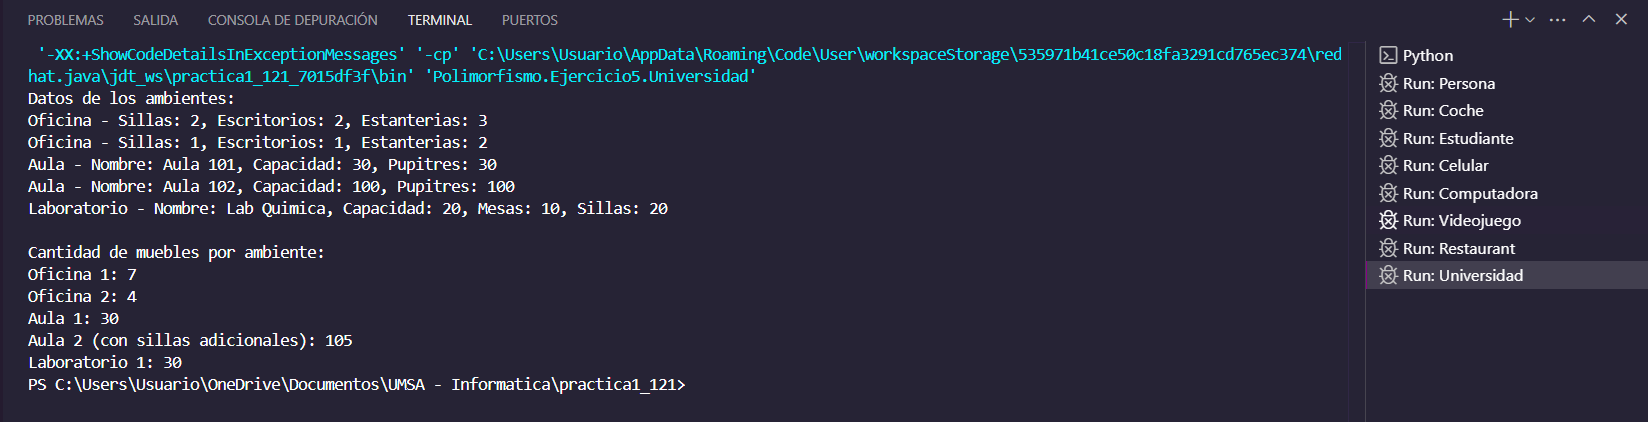 PROBLEMAS SALIDA CONSOLA DE DEPURACIÓN TERMINAL PUERTOS
'-XX:+ShowCodeDetailsInExceptionMessages' '-cp' 'C:\Users\Usuario\AppData\Roaming\Code\User\workspaceStorage\535971b41ce50c18fa3291cd765ec374\red
hat.java\jdt_ws\practica1_121_7015df3f\bin' 'Polimorfismo.Ejercicio5.Universidad'
Datos de los ambientes:
Oficina - Sillas: 2, Escritorios: 2, Estanterias: 3
Oficina - Sillas: 1, Escritorios: 1, Estanterias: 2
Aula - Nombre: Aula 101, Capacidad: 30, Pupitres: 30
Aula - Nombre: Aula 102, Capacidad: 100, Pupitres: 100
Laboratorio - Nombre: Lab Quimica, Capacidad: 20, Mesas: 10, Sillas: 20
Cantidad de muebles por ambiente:
Oficina 1: 7
Oficina 2: 4
Aula 1: 30
Aula 2 (con sillas adicionales): 105
Laboratorio 1: 30
PS C:\Users\Usuario\OneDrive\Documentos\UMSA - Informatica\practica1_121>
Python
Run: Persona
Run: Coche
Run: Estudiante
Run: Celular
Run: Computadora
Run: Videojuego
Run: Restaurant
Run: Universidad